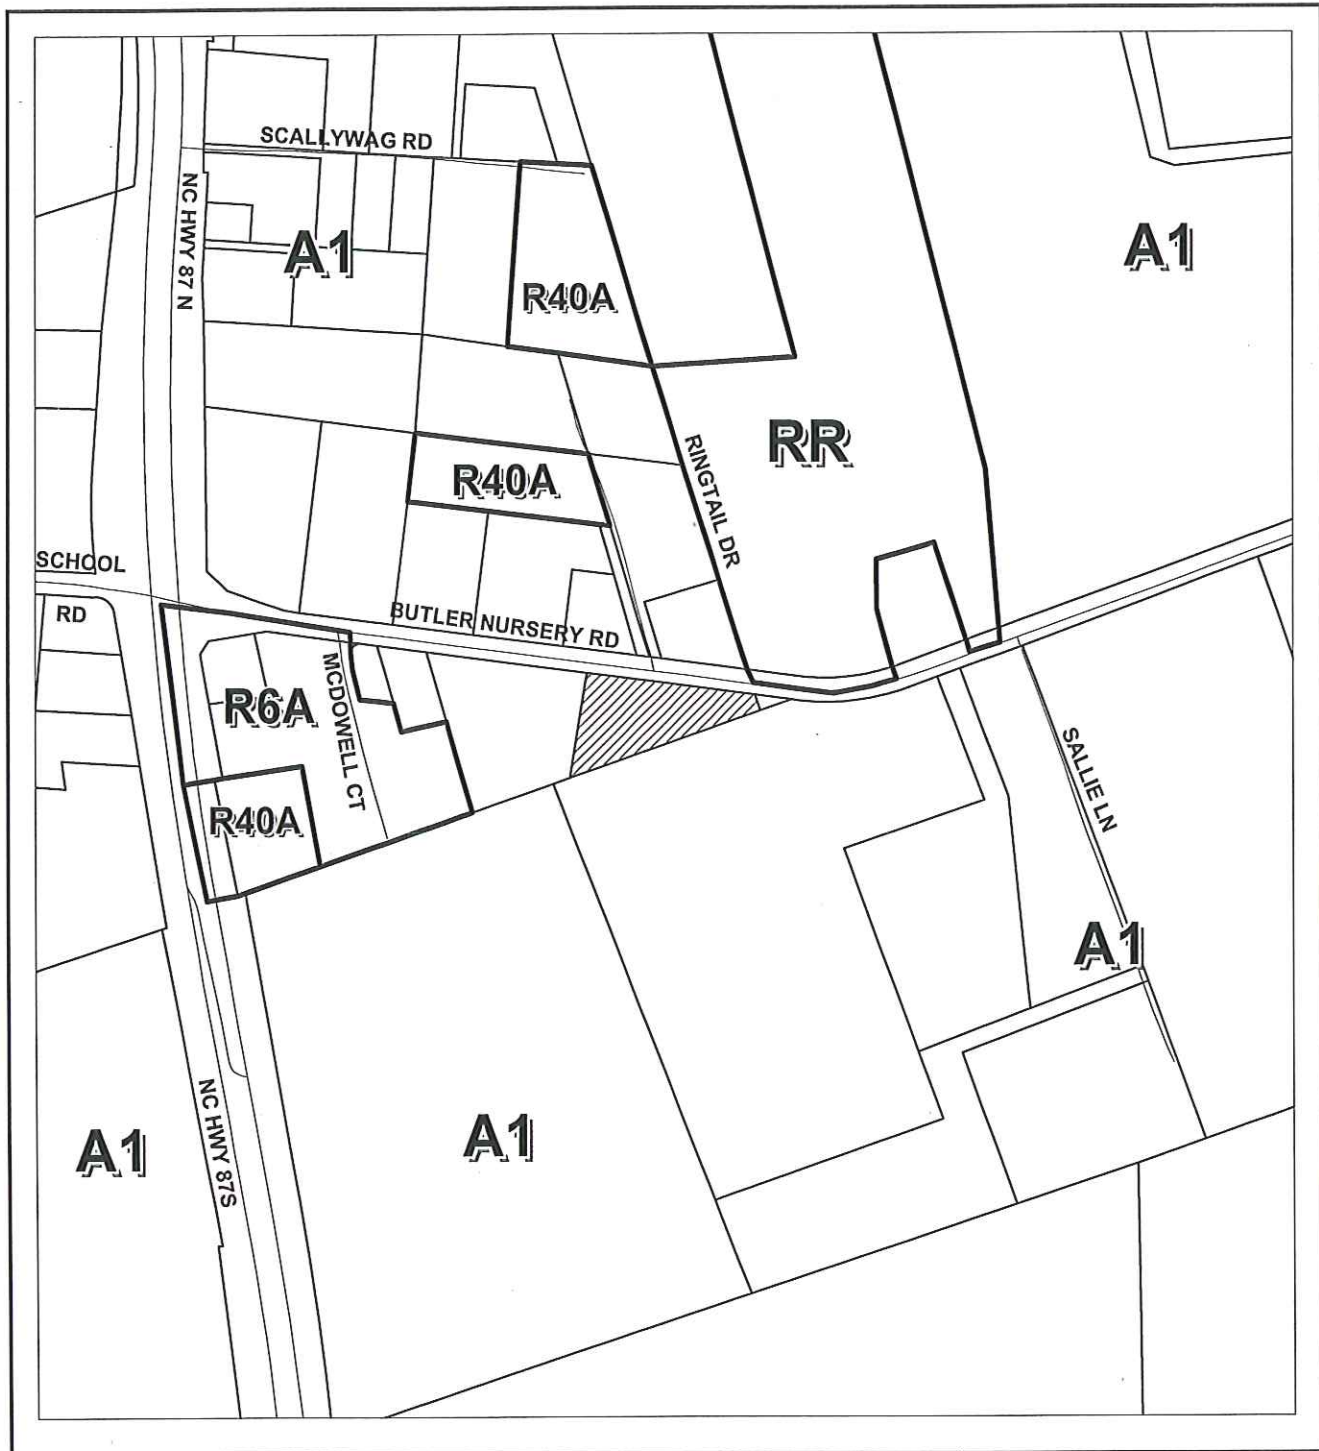 SCALLYWAG RD
NC HWY 87 N
A1
A1
R40A
RR
RINGTAIL DR
R40A
SCHOOL
RD
BUTLER NURSERY RD
MCDOWELL CT
R6A
R40A
SALLIE LN
A1
A1
A1
NC HWY 87S